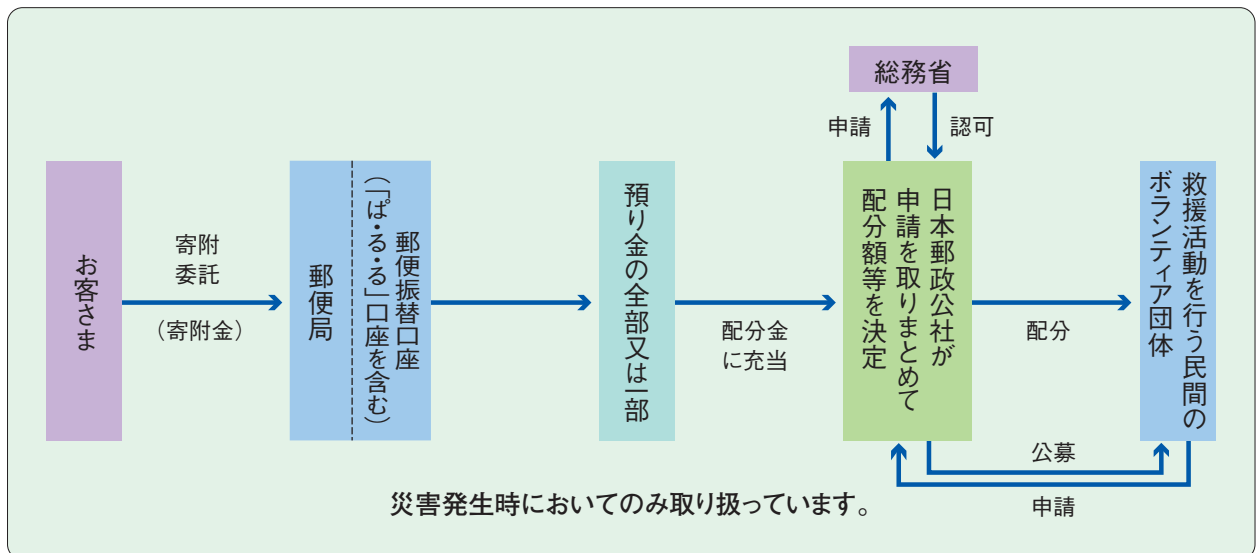 総務省
申請
認可
お客さま
寄附
委託
（寄附金）
郵便局
郵便振替口座
（「ぱ・る・る」口座を含む）
預り金の全部又は一部
配分金
に充当
日本郵政公社が
申請を取りまとめて
配分額等を決定
配分
救援活動を行う民間の
ボランティア団体
公募
申請
災害発生時においてのみ取り扱っています。